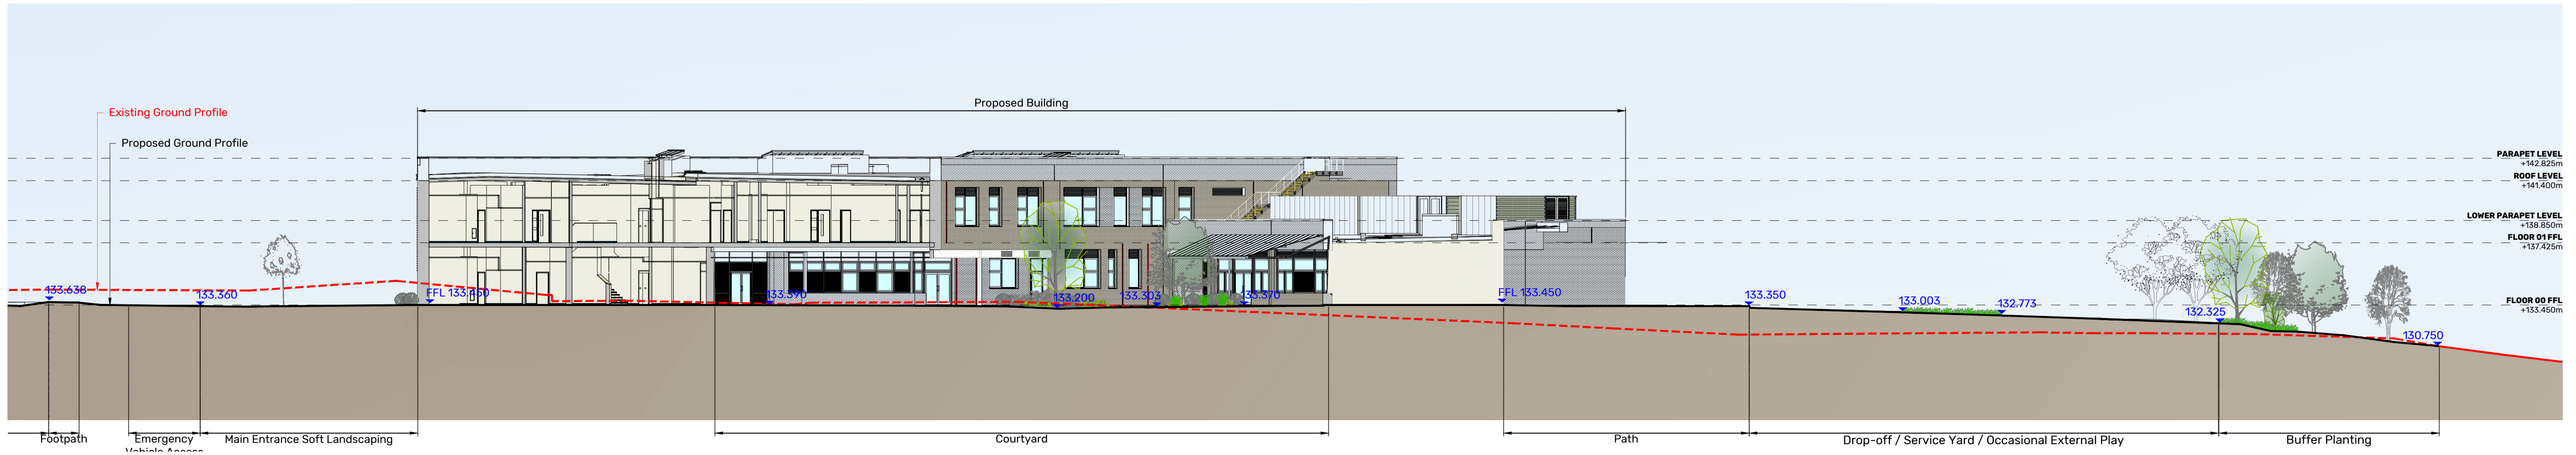 Proposed Building
Existing Ground Profile
Proposed Ground Profile
PARAPET LEVEL
+142.825m
ROOF LEVEL
+141.400m
LOWER PARAPET LEVEL
+138.850m
FLOOR 01 FFL
+137.425m
FLOOR 00 FFL
+133.450m
133.638
133.360
FFL 133.450
133.390
133.200
133.303
133.370
FFL 133.450
133.350
133.003
132.773
132.325
130.750
Footpath
Emergency
Vehicle Access
Main Entrance Soft Landscaping
Courtyard
Path
Drop-off / Service Yard / Occasional External Play
Buffer Planting